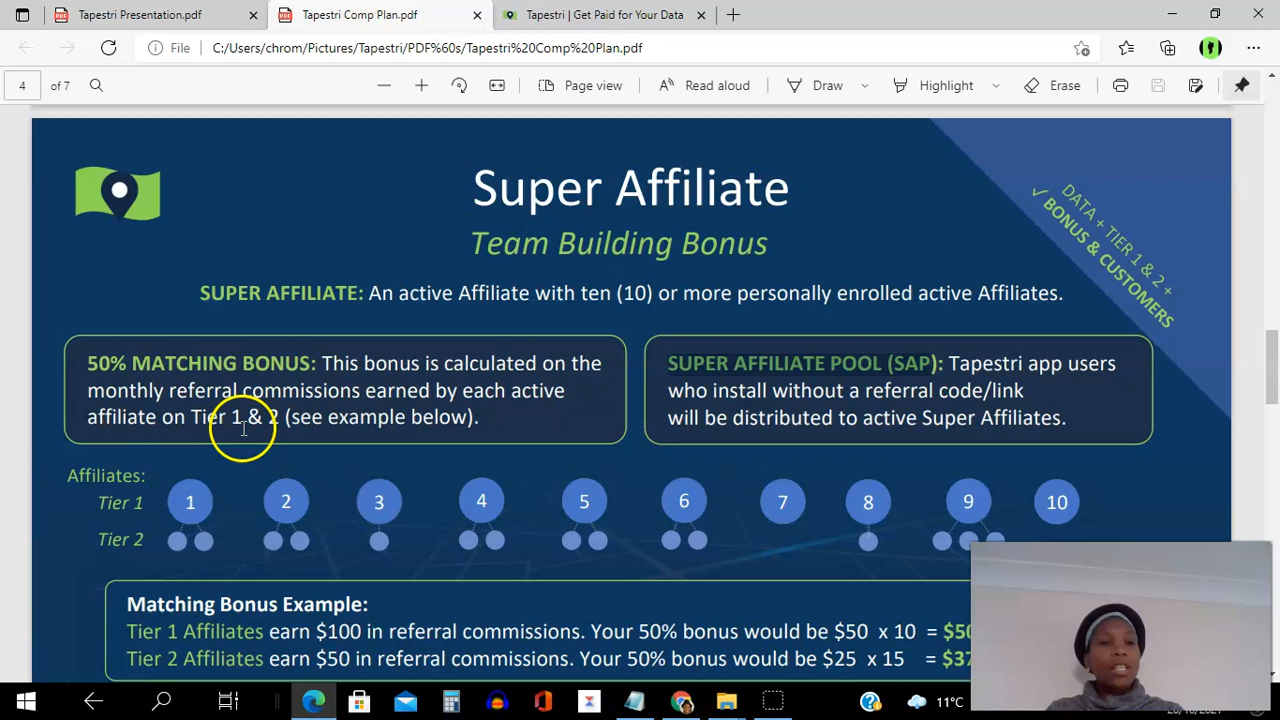 Tapestri Presentation.pdf
Tapestri Comp Plan.pdf
Tapestri | Get Paid for Your Data
File
C:/Users/chrom/Pictures/Tapestri/PDF%60s/Tapestri%20Comp%20Plan.pdf
4 of 7
Page view
Read aloud
Draw
Highlight
Erase
Super Affiliate
Team Building Bonus
DATA + TIER 1 & 2 +
✓ BONUS & CUSTOMERS
SUPER AFFILIATE: An active Affiliate with ten (10) or more personally enrolled active Affiliates.
50% MATCHING BONUS: This bonus is calculated on the
monthly referral commissions earned by each active
affiliate on Tier 1 & 2 (see example below).
SUPER AFFILIATE POOL (SAP): Tapestri app users
who install without a referral code/link
will be distributed to active Super Affiliates.
Affiliates:
Tier 1 1 2 3 4 5 6 7 8 9 10
Tier 2
Matching Bonus Example:
Tier 1 Affiliates earn $100 in referral commissions. Your 50% bonus would be $50 x 10 =
Tier 2 Affiliates earn $50 in referral commissions. Your 50% bonus would be $25 x 15 =
11°C